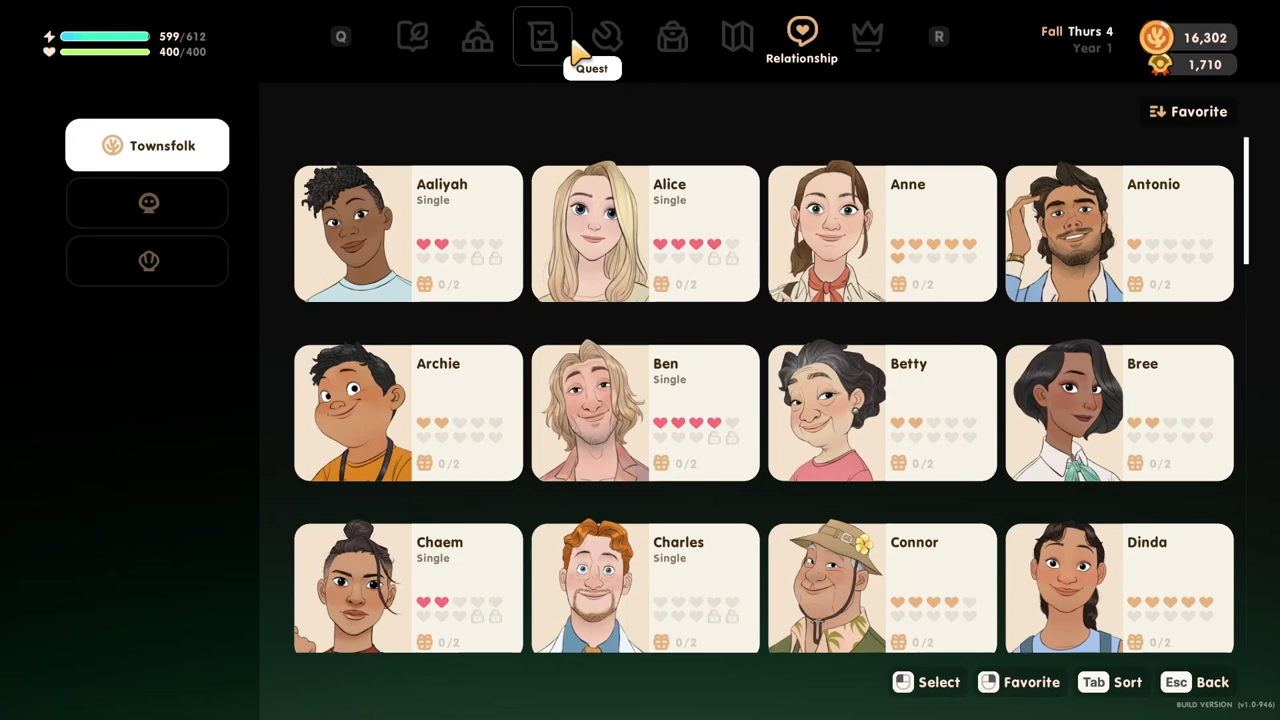 599/612
400/400
Q
Quest
Relationship
R
Fall Thurs 4
Year 1
16,302
1,710
Favorite
Townsfolk
Aaliyah
Single
0/2
Alice
Single
0/2
Anne
0/2
Antonio
0/2
Archie
0/2
Ben
Single
0/2
Betty
0/2
Bree
0/2
Chaem
Single
0/2
Charles
Single
0/2
Connor
0/2
Dinda
0/2
Select
Favorite
Tab Sort
Esc Back
BUILD VERSION (v1.0-946)